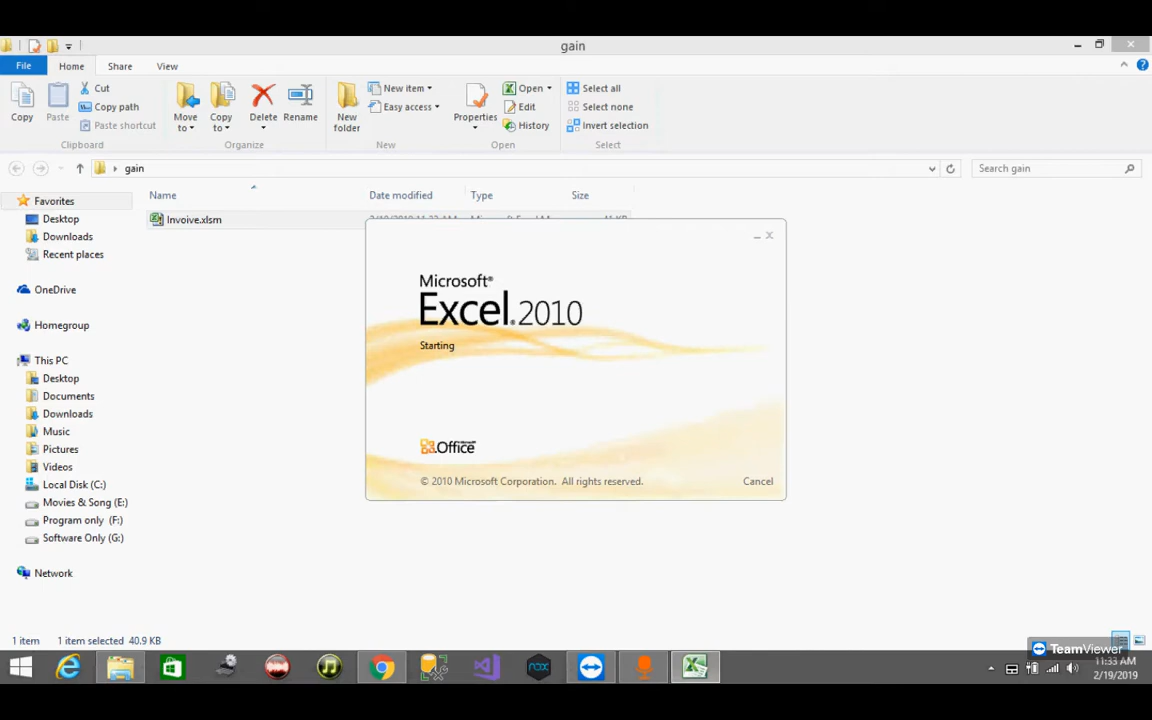 gain
File Home Share View
Copy
Paste
Cut
Copy path
Paste shortcut
Clipboard
Move to
Copy to
Delete
Rename
Organize
New folder
New item
Easy access
New
Properties
Open
Edit
History
Open
Select all
Select none
Invert selection
Select
gain
Search gain
Name Date modified Type Size
Invoive.xlsm
Favorites
Desktop
Downloads
Recent places
OneDrive
Homegroup
This PC
Desktop
Documents
Downloads
Music
Pictures
Videos
Local Disk (C:)
Movies & Song (E:)
Program only (F:)
Software Only (G:)
Network
Microsoft®
Excel®2010
Starting
Microsoft Office
© 2010 Microsoft Corporation. All rights reserved.
Cancel
1 item 1 item selected 40.9 KB
TeamViewer
nox
11:33 AM
2/19/2019